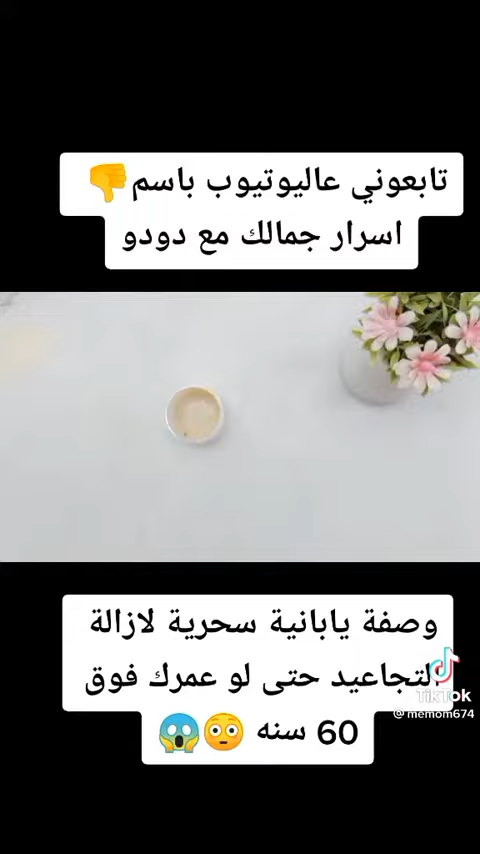 تابعوني عاليوتيوب باسم👎
اسرار جمالك مع دودو
وصفة يابانية سحرية لازالة
التجاعيد حتى لو عمرك فوق
60 سنه 😳😱
TikTok
@memom674